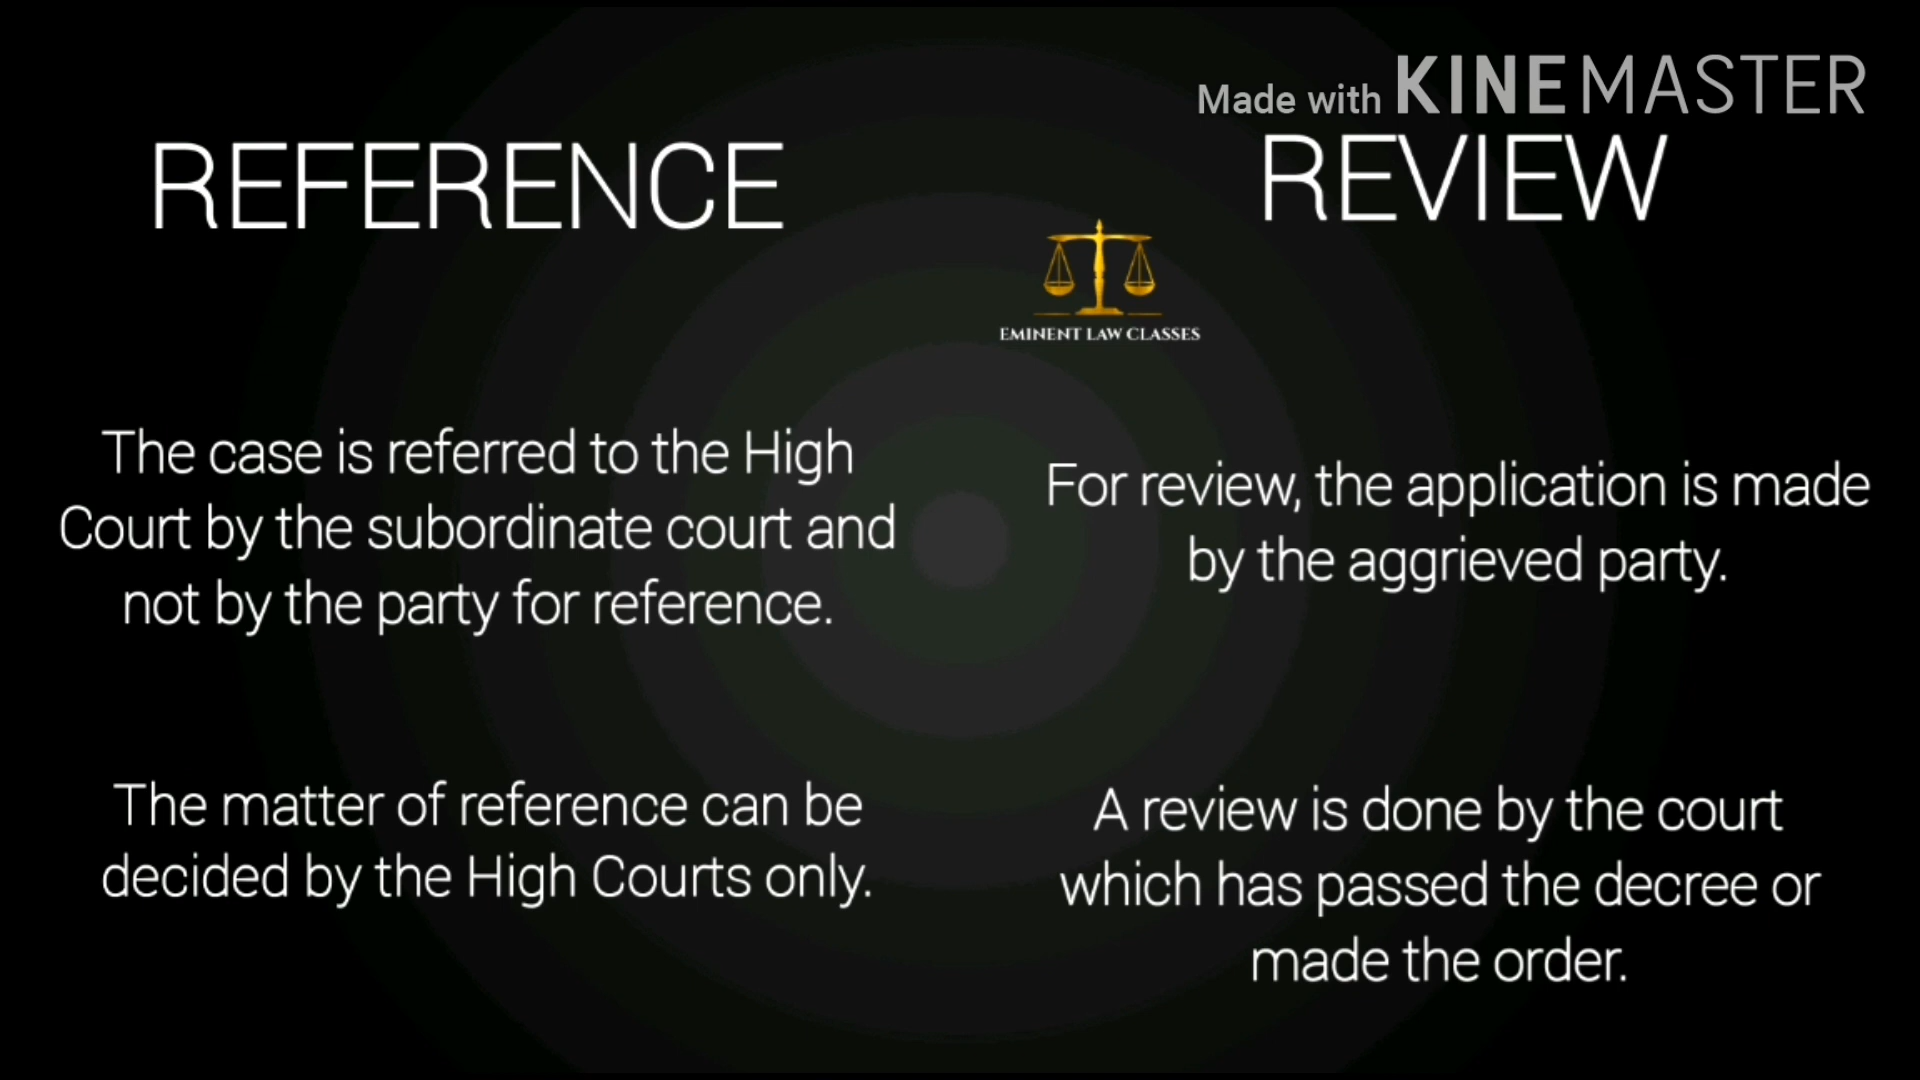 Made with KINEMASTER
REFERENCE
REVIEW
EMINENT LAW CLASSES
The case is referred to the High
Court by the subordinate court and
not by the party for reference.
For review, the application is made
by the aggrieved party.
The matter of reference can be
decided by the High Courts only.
A review is done by the court
which has passed the decree or
made the order.